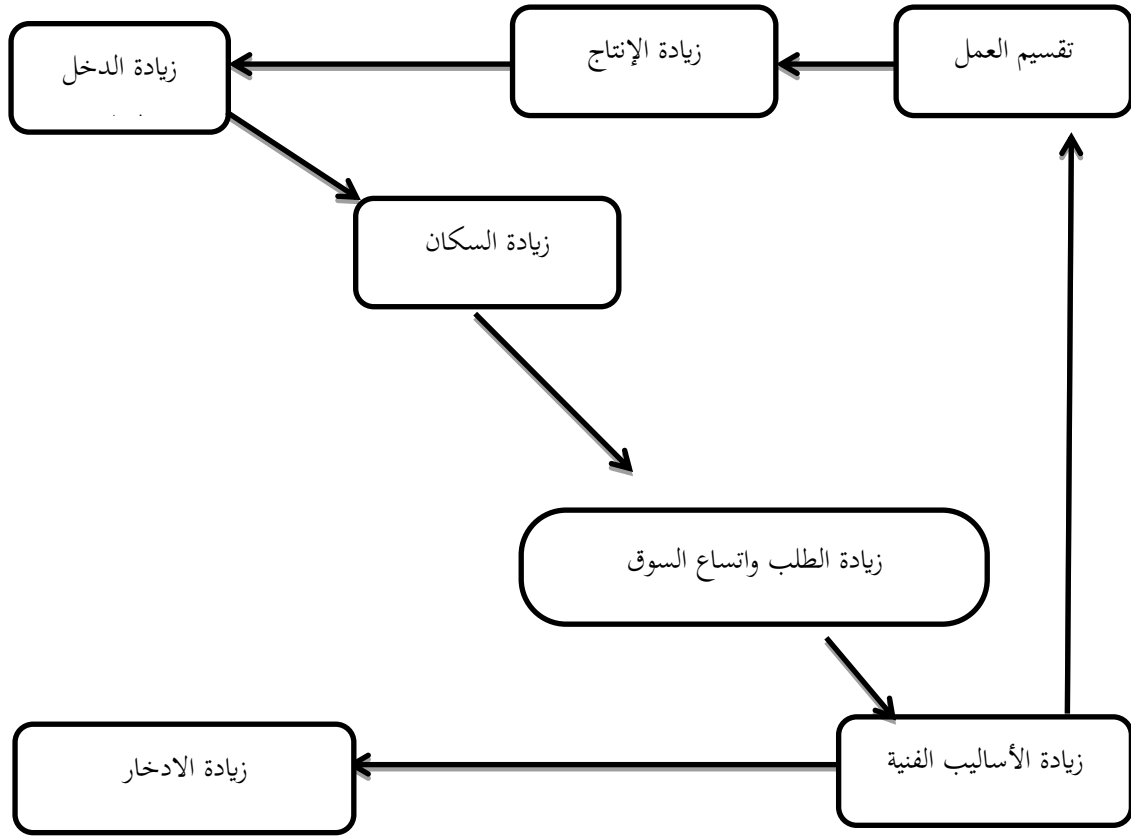 تقسيم العمل
زيادة الإنتاج
زيادة الدخل
زيادة السكان
زيادة الطلب واتساع السوق
زيادة الأساليب الفنية
زيادة الادخار